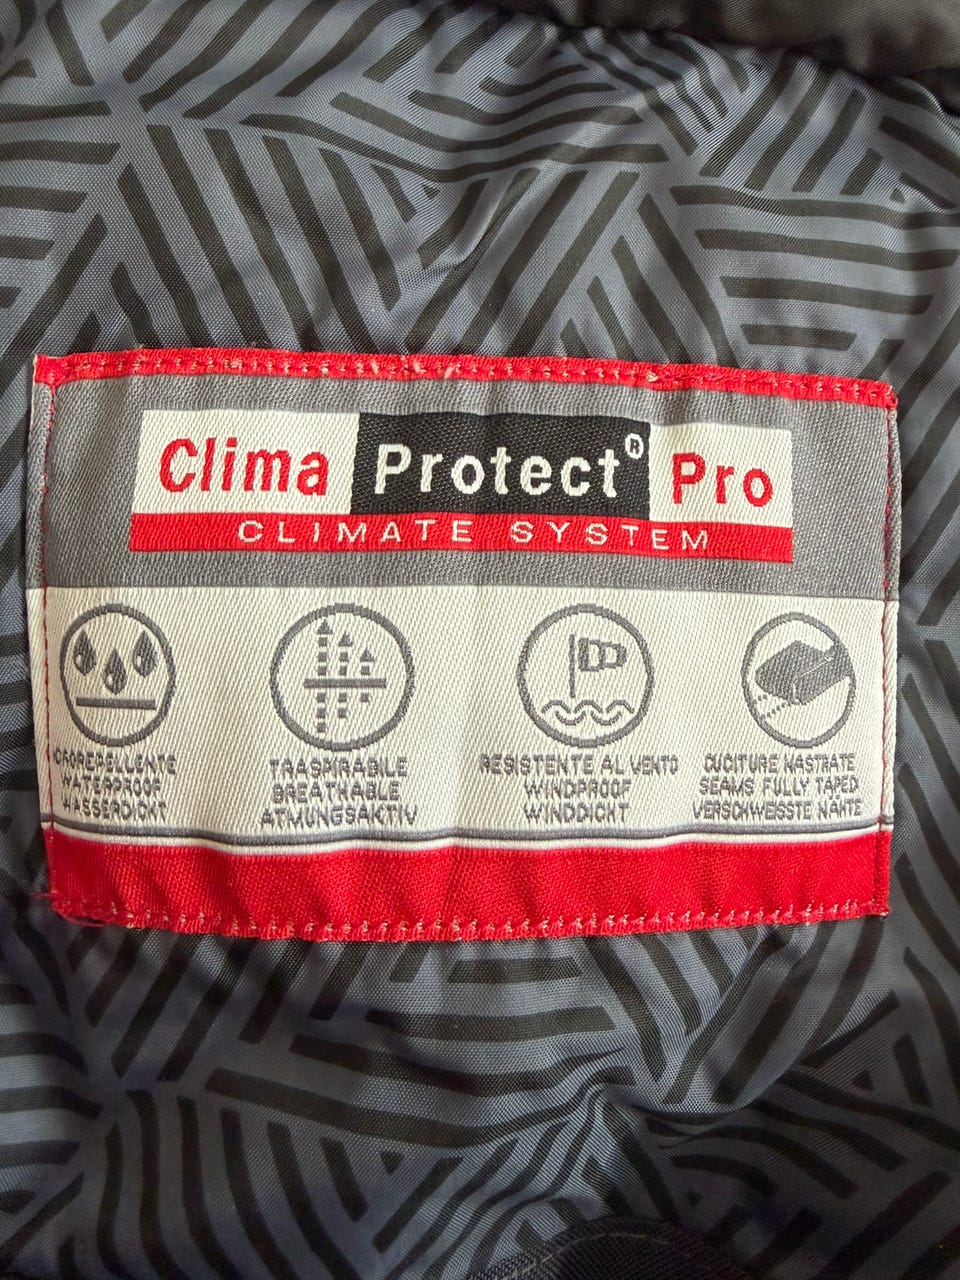 Clima Protect® Pro
CLIMATE SYSTEM
IDROREPELLENTE
WATERPROOF
WASSERDICHT
TRASPIRABILE
BREATHABLE
ATMUNGSAKTIV
RESISTENTE AL VENTO
WINDPROOF
WINDDICHT
CUCITURE NASTRATE
SEAMS FULLY TAPED
VERSCHWEISSTE NÄHTE